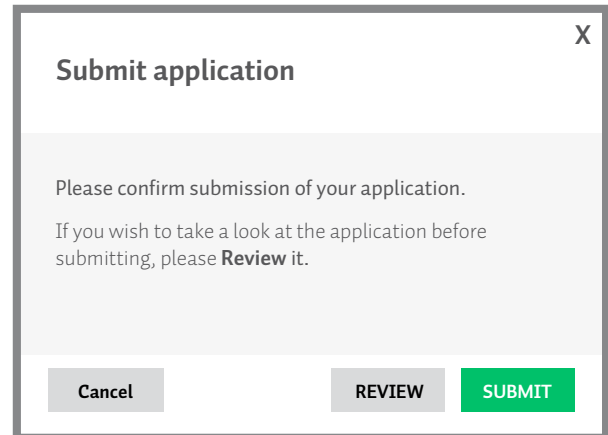 X
Submit application
Please confirm submission of your application.
If you wish to take a look at the application before
submitting, please Review it.
Cancel REVIEW SUBMIT